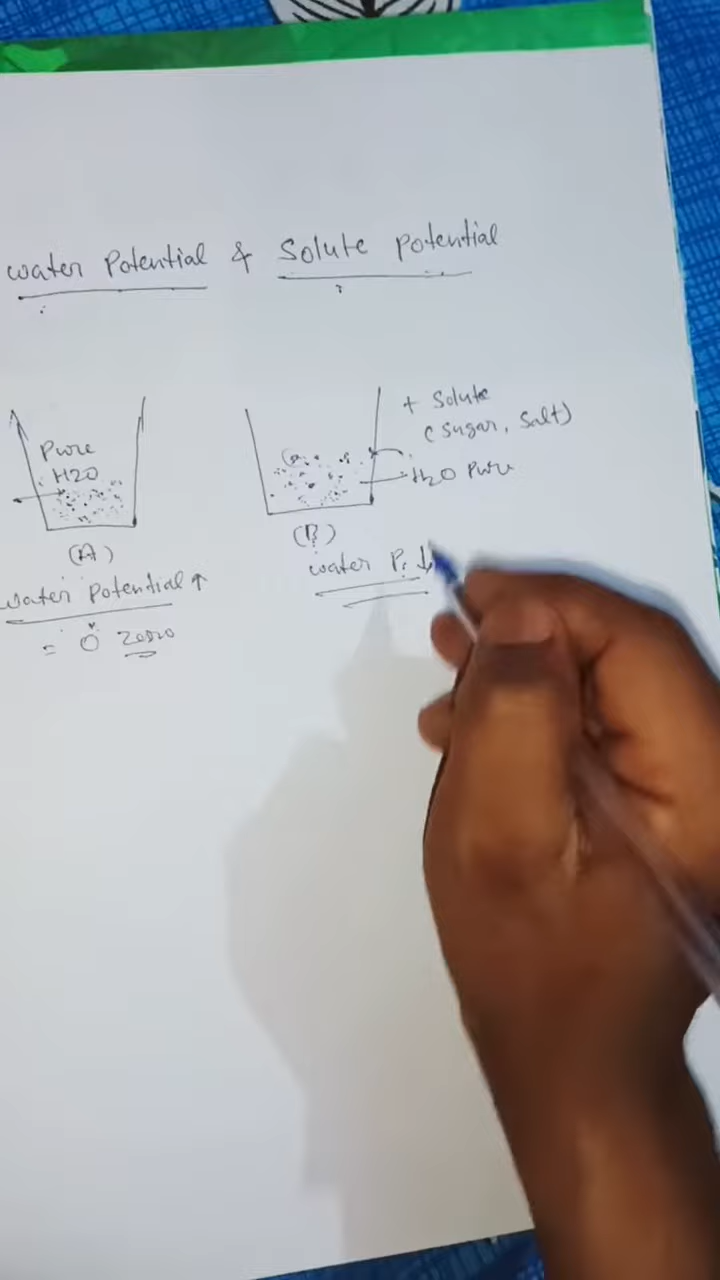 water Potential & Solute Potential
Pure
H2O
(A)
water Potential ↑
= 0 Zero
+ Solute
(Sugar, Salt)
H2O Pure
(B)
water P. ↓